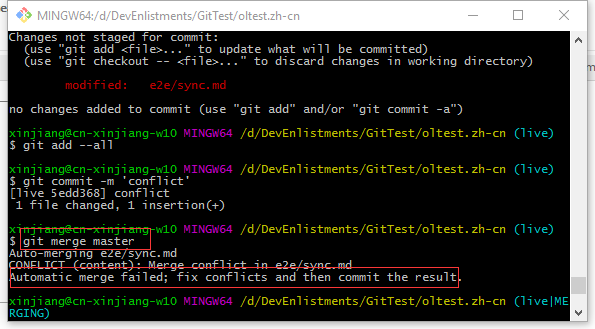 MINGW64:/d/DevEnlistments/GitTest/oltest.zh-cn
Changes not staged for commit:
(use "git add <file>..." to update what will be committed)
(use "git checkout -- <file>..." to discard changes in working directory)
modified: e2e/sync.md
no changes added to commit (use "git add" and/or "git commit -a")
xinjiang@cn-xinjiang-w10 MINGW64 /d/DevEnlistments/GitTest/oltest.zh-cn (live)
$ git add --all
xinjiang@cn-xinjiang-w10 MINGW64 /d/DevEnlistments/GitTest/oltest.zh-cn (live)
$ git commit -m 'conflict'
[live 5edd368] conflict
1 file changed, 1 insertion(+)
xinjiang@cn-xinjiang-w10 MINGW64 /d/DevEnlistments/GitTest/oltest.zh-cn (live)
$ git merge master
Auto-merging e2e/sync.md
CONFLICT (content): Merge conflict in e2e/sync.md
Automatic merge failed; fix conflicts and then commit the result.
xinjiang@cn-xinjiang-w10 MINGW64 /d/DevEnlistments/GitTest/oltest.zh-cn (live|ME
RGING)